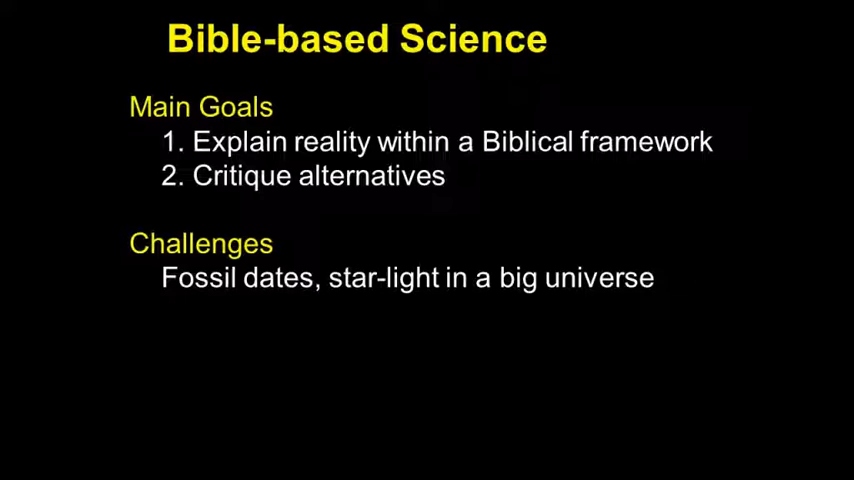 Bible-based Science
Main Goals
1. Explain reality within a Biblical framework
2. Critique alternatives
Challenges
Fossil dates, star-light in a big universe